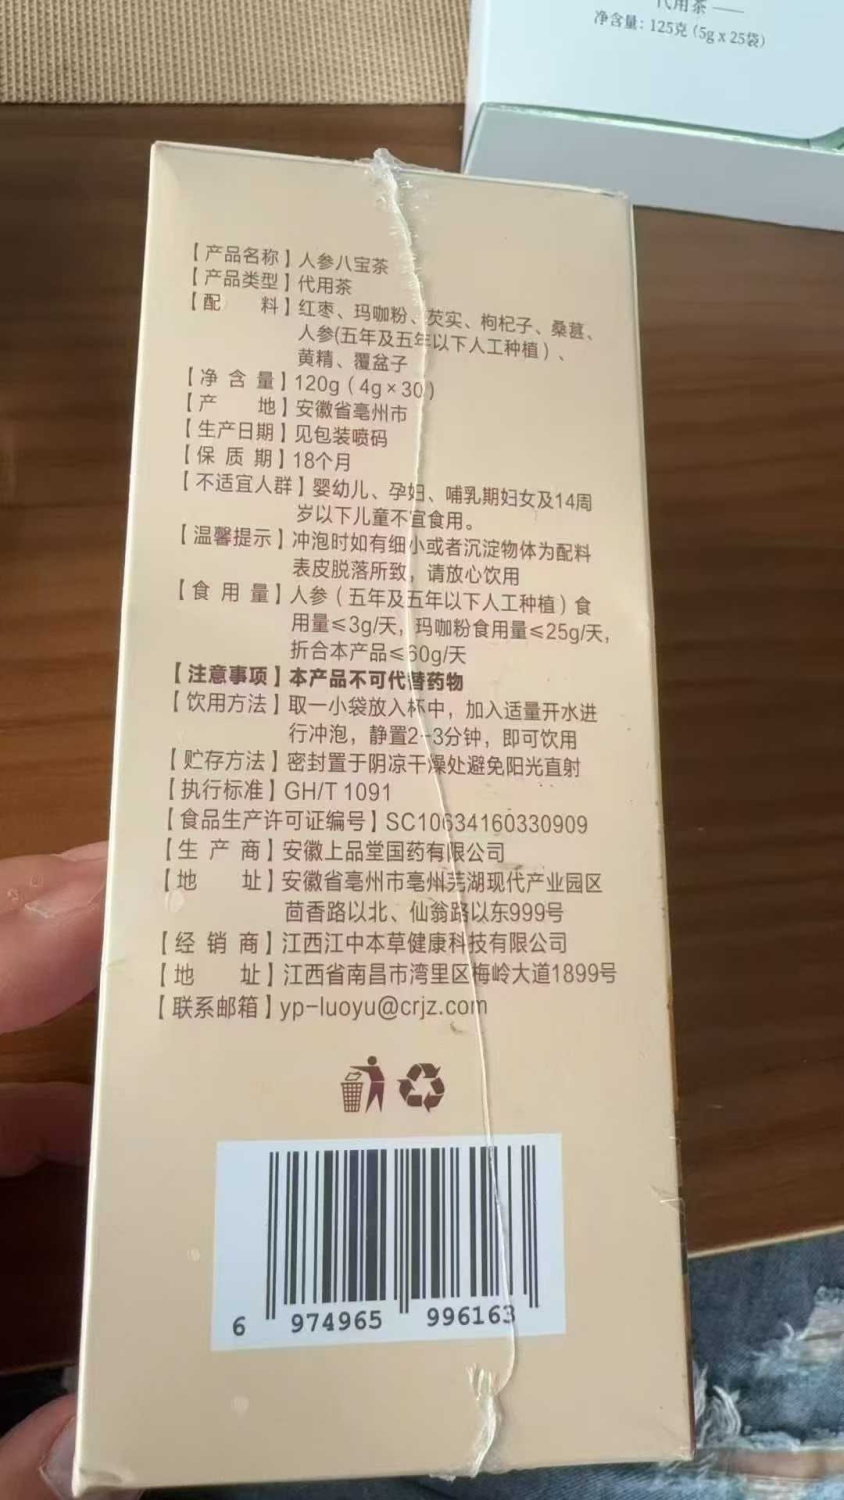 代用茶
净含量：125克（5g x 25袋）
【产品名称】人参八宝茶
【产品类型】代用茶
【配 料】红枣、玛咖粉、芡实、枸杞子、桑葚、
人参(五年及五年以下人工种植）、
黄精、覆盆子
【净 含 量】120g（4g×30）
【产 地】安徽省亳州市
【生产日期】见包装喷码
【保 质 期】18个月
【不适宜人群】婴幼儿、孕妇、哺乳期妇女及14周
岁以下儿童不宜食用。
【温馨提示】冲泡时如有细小或者沉淀物体为配料
表皮脱落所致，请放心饮用
【食 用 量】人参（五年及五年以下人工种植）食
用量≤3g/天，玛咖粉食用量≤25g/天，
折合本产品≤60g/天
【注意事项】本产品不可代替药物
【饮用方法】取一小袋放入杯中，加入适量开水进
行冲泡，静置2-3分钟，即可饮用
【贮存方法】密封置于阴凉干燥处避免阳光直射
【执行标准】GH/T 1091
【食品生产许可证编号】SC10634160330909
【生 产 商】安徽上品堂国药有限公司
【地 址】安徽省亳州市亳州芜湖现代产业园区
茴香路以北、仙翁路以东999号
【经 销 商】江西江中本草健康科技有限公司
【地 址】江西省南昌市湾里区梅岭大道1899号
【联系邮箱】yp-luoyu@crjz.com
6 974965 996163